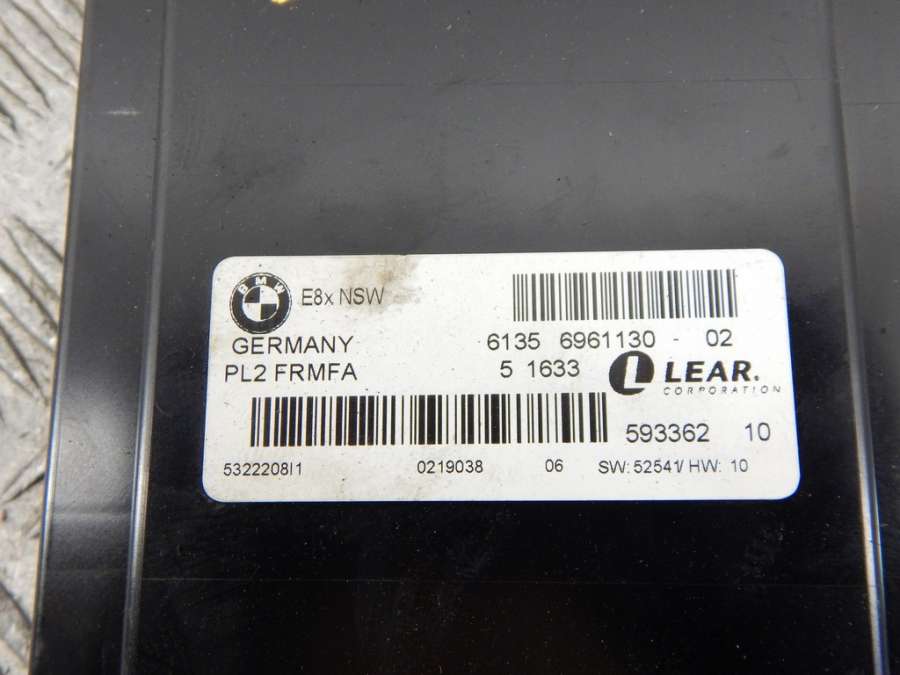 BMW E8x NSW
GERMANY 6135 6961130 - 02
PL2 FRMFA 5 1633 LEAR.
CORPORATION
593362 10
5322208I1 0219038 06 SW: 52541/ HW: 10